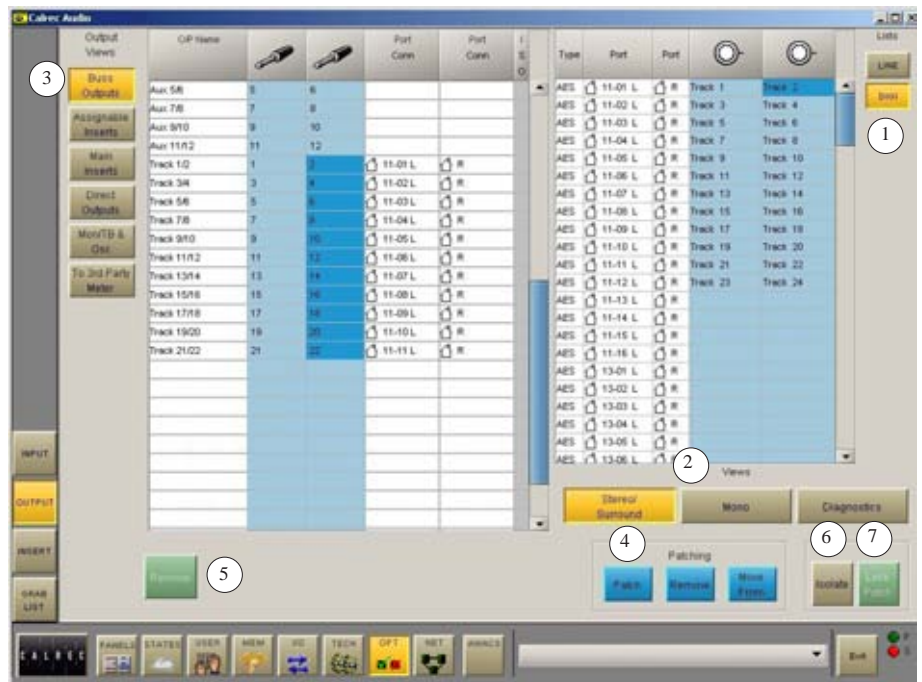 Calrec Audio
Output Views
O/P Name
Port Conn
Port Conn
I S O
Type
Port
Port
Lists
LINE
3
Buss Outputs
Assignable Inserts
Main Inserts
Direct Outputs
Mon/TB & Osc
To 3rd Party Meter
1
Aux 5/6 5 6
Aux 7/8 7 8
Aux 9/10 9 10
Aux 11/12 11 12
Track 1/2 1 2 11-01 L R
Track 3/4 3 4 11-02 L R
Track 5/6 5 6 11-03 L R
Track 7/8 7 8 11-04 L R
Track 9/10 9 10 11-05 L R
Track 11/12 11 12 11-06 L R
Track 13/14 13 14 11-07 L R
Track 15/16 15 16 11-08 L R
Track 17/18 17 18 11-09 L R
Track 19/20 19 20 11-10 L R
Track 21/22 21 22 11-11 L R
AES 11-01 L R Track 1 Track 2
AES 11-02 L R Track 3 Track 4
AES 11-03 L R Track 5 Track 6
AES 11-04 L R Track 7 Track 8
AES 11-05 L R Track 9 Track 10
AES 11-06 L R Track 11 Track 12
AES 11-07 L R Track 13 Track 14
AES 11-08 L R Track 15 Track 16
AES 11-09 L R Track 17 Track 18
AES 11-10 L R Track 19 Track 20
AES 11-11 L R Track 21 Track 22
AES 11-12 L R Track 23 Track 24
AES 11-13 L R
AES 11-14 L R
AES 11-15 L R
AES 11-16 L R
AES 13-01 L R
AES 13-02 L R
AES 13-03 L R
AES 13-04 L R
AES 13-05 L R
AES 13-06 L R
2
Views
Stereo/ Surround
Mono
Diagnostics
INPUT
OUTPUT
INSERT
GRAB LIST
5
Remove
4
Patching
Patch
Remove
Move From
6
7
Isolate
Lock Patch
CALREC
PANELS
STATES
USER
MEM
I/O
TECH
OPT
NET
AWACS
Exit
P
S